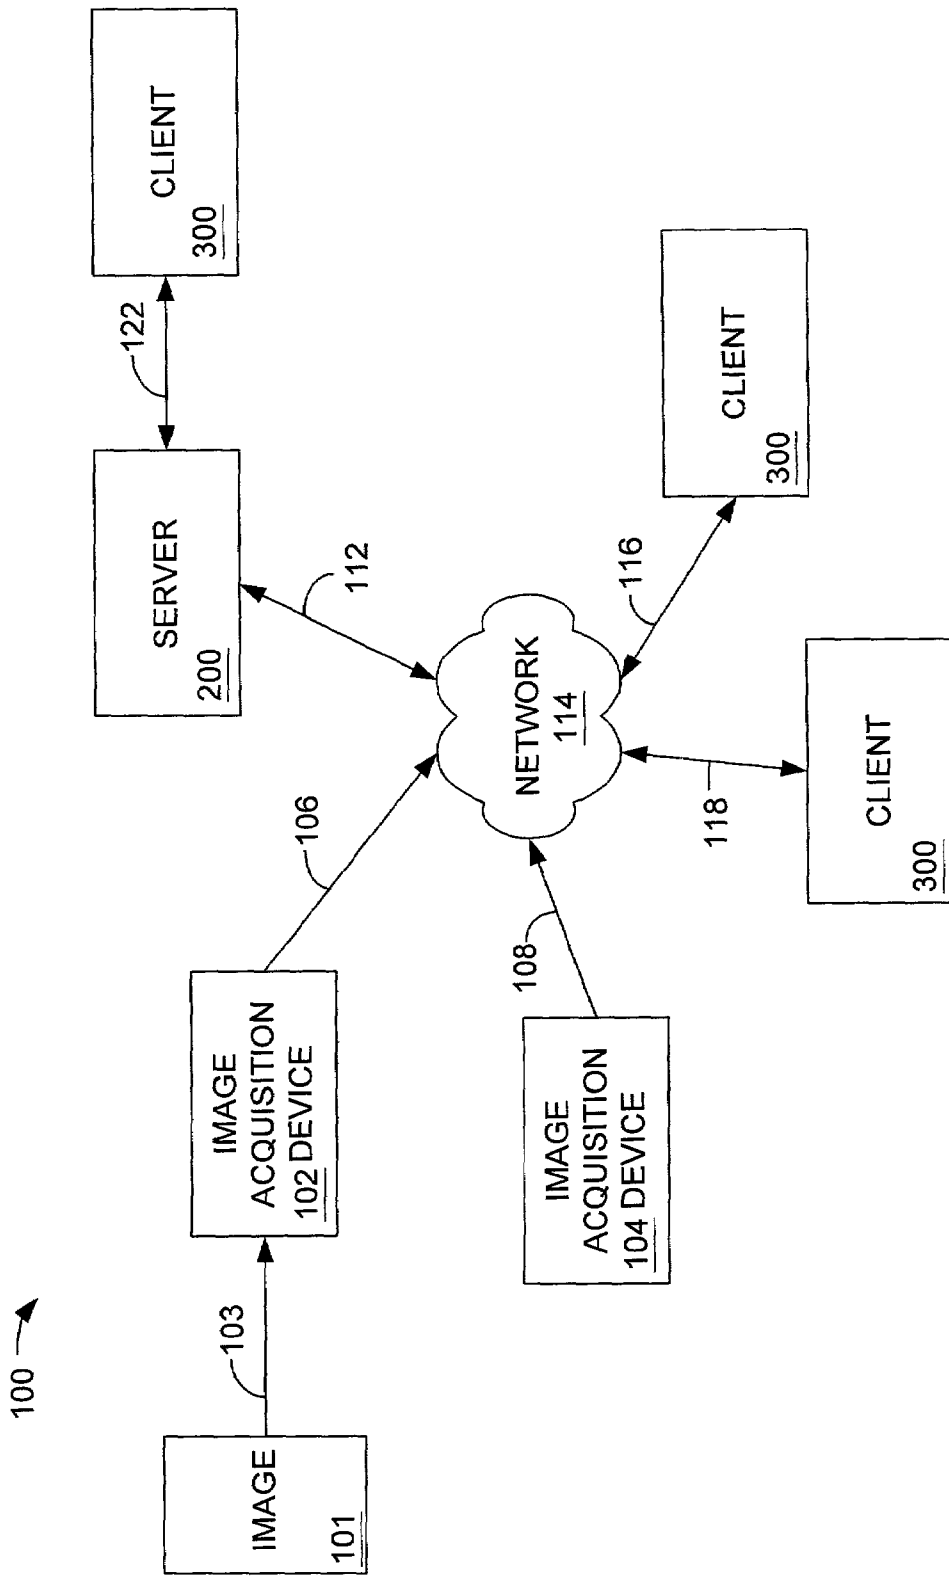 100
IMAGE
101
103
IMAGE
ACQUISITION
102 DEVICE
106
IMAGE
ACQUISITION
104 DEVICE
108
NETWORK
114
SERVER
200
112
122
CLIENT
300
116
CLIENT
300
118
CLIENT
300